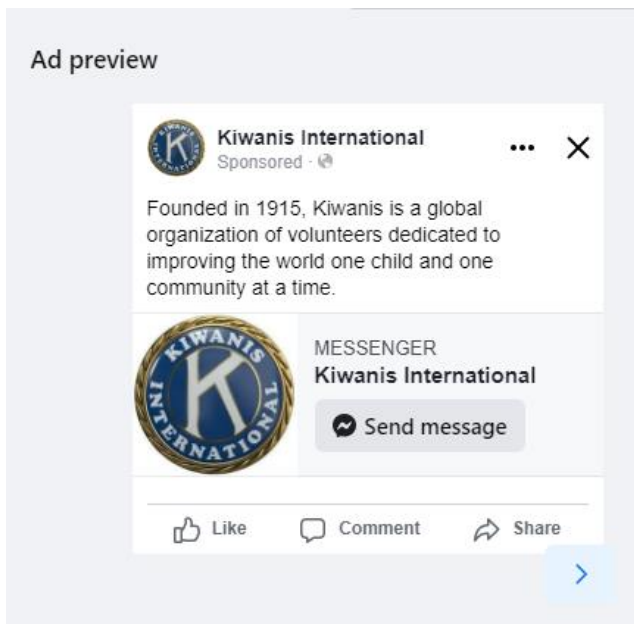 Ad preview
Kiwanis International
Sponsored ·
Founded in 1915, Kiwanis is a global
organization of volunteers dedicated to
improving the world one child and one
community at a time.
KIWANIS
K
INTERNATIONAL
MESSENGER
Kiwanis International
Send message
Like
Comment
Share